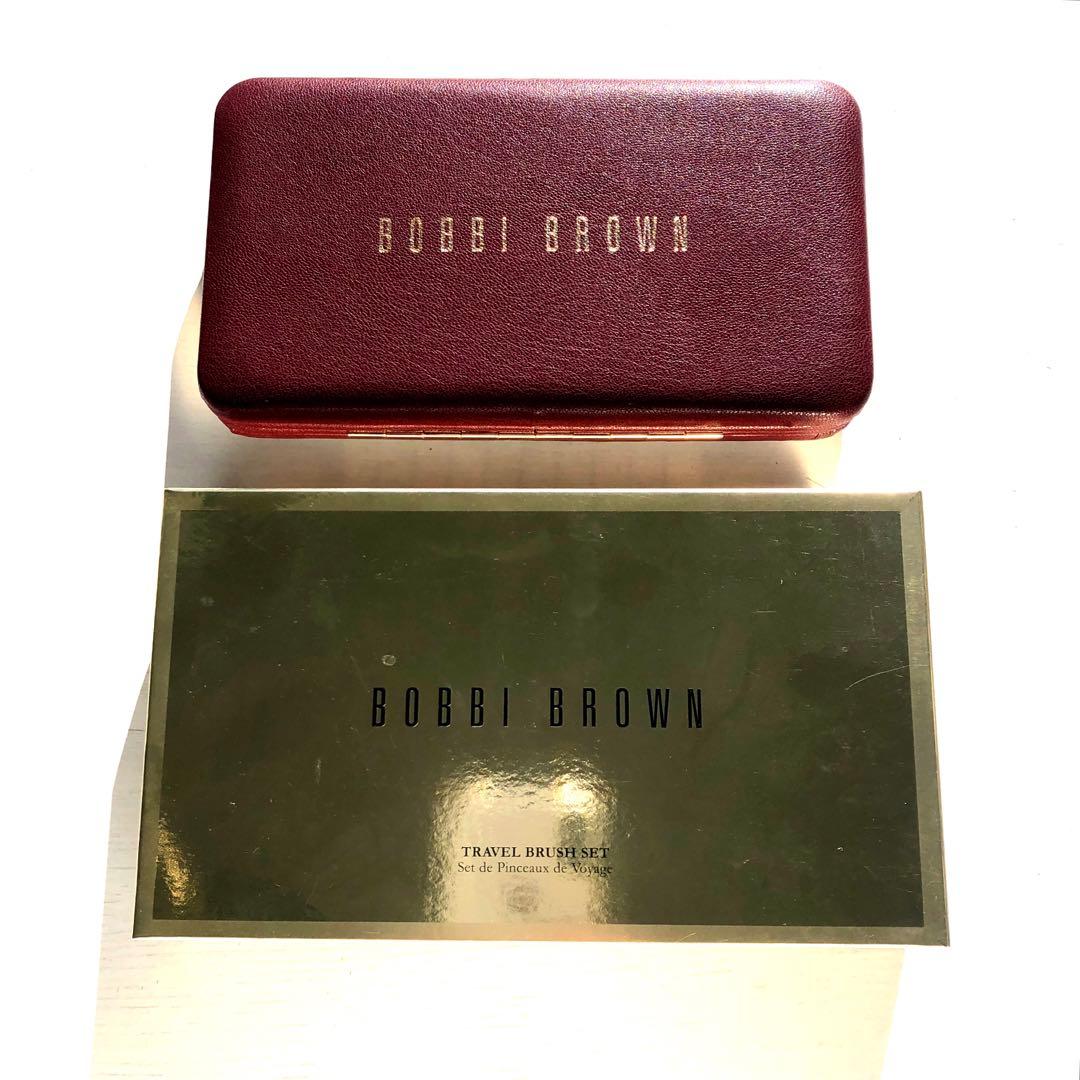 BOBBI BROWN
BOBBI BROWN
TRAVEL BRUSH SET
Set de Pinceaux de Voyage